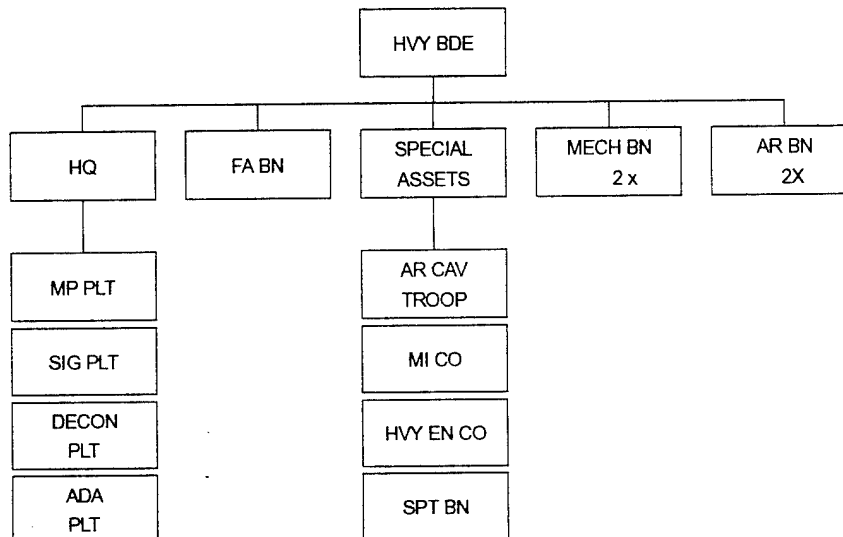 HVY BDE
HQ
FA BN
SPECIAL
ASSETS
MECH BN
2 x
AR BN
2X
MP PLT
SIG PLT
DECON
PLT
ADA
PLT
AR CAV
TROOP
MI CO
HVY EN CO
SPT BN